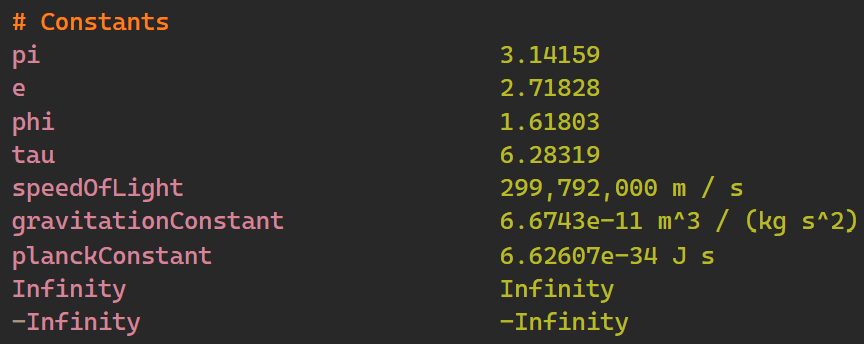 # Constants
pi 3.14159
e 2.71828
phi 1.61803
tau 6.28319
speedOfLight 299,792,000 m / s
gravitationConstant 6.6743e-11 m^3 / (kg s^2)
planckConstant 6.62607e-34 J s
Infinity Infinity
-Infinity -Infinity